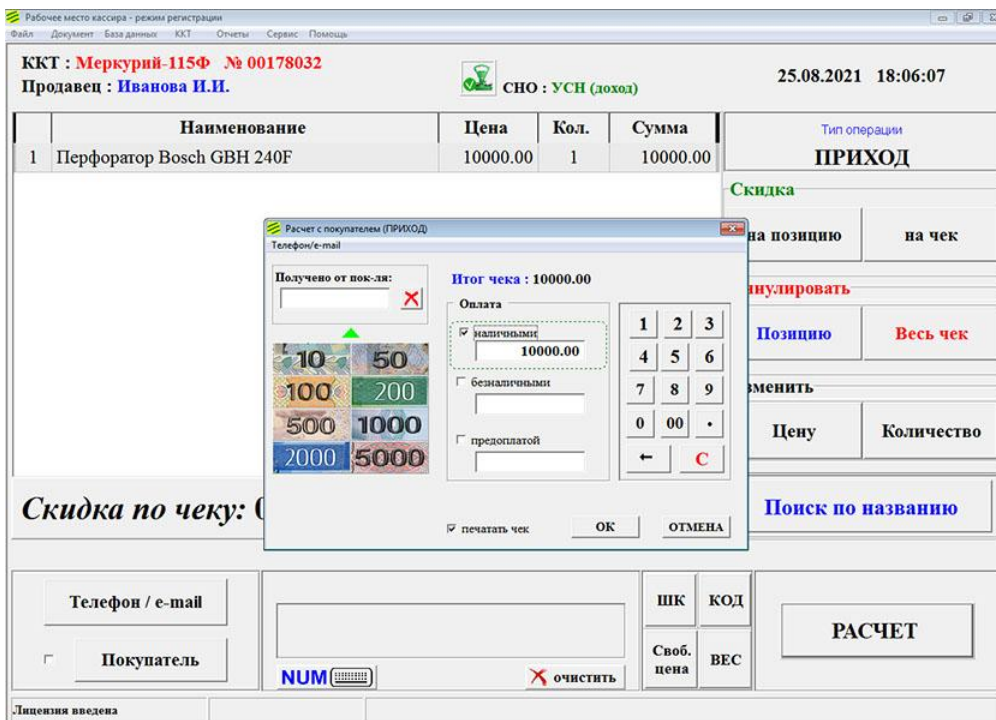 Рабочее место кассира - режим регистрации
Файл Документ База данных ККТ Отчеты Сервис Помощь
ККТ : Меркурий-115Ф № 00178032
Продавец : Иванова И.И.
СНО : УСН (доход)
25.08.2021 18:06:07
Наименование Цена Кол. Сумма
1 Перфоратор Bosch GBH 240F 10000.00 1 10000.00
Тип операции
ПРИХОД
Скидка
на позицию на чек
Аннулировать
Позицию Весь чек
Изменить
Цену Количество
Расчет с покупателем (ПРИХОД)
Телефон/e-mail
Получено от пок-ля:
Итог чека : 10000.00
Оплата
наличными
10000.00
безналичными
предоплатой
10 50
100 200
500 1000
2000 5000
1 2 3
4 5 6
7 8 9
0 00 .
← C
печатать чек ОК ОТМЕНА
Скидка по чеку:
Поиск по названию
Телефон / e-mail
Покупатель
NUM
очистить
ШК КОД
Своб.
цена
ВЕС
РАСЧЕТ
Лицензия введена